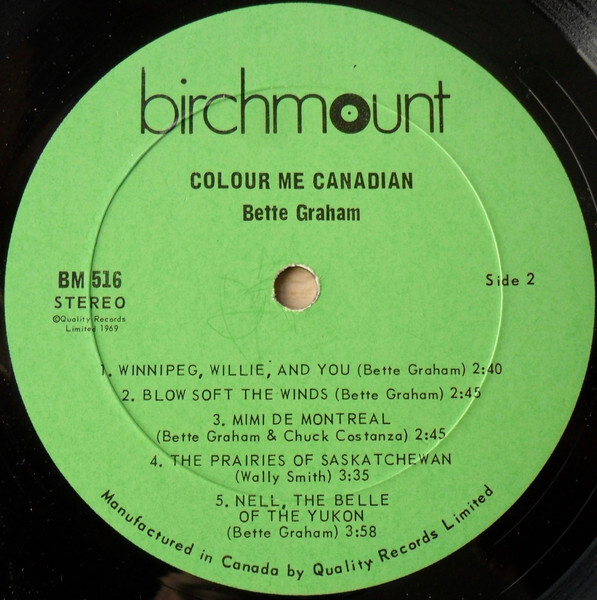 birchmount
COLOUR ME CANADIAN
Bette Graham
BM 516
STEREO
©Quality Records
Limited 1969
Side 2
1. WINNIPEG, WILLIE, AND YOU (Bette Graham) 2:40
2. BLOW SOFT THE WINDS (Bette Graham) 2:45
3. MIMI DE MONTREAL
(Bette Graham & Chuck Costanza) 2:45
4. THE PRAIRIES OF SASKATCHEWAN
(Wally Smith) 3:35
5. NELL, THE BELLE
OF THE YUKON
(Bette Graham) 3:58
Manufactured in Canada by Quality Records Limited